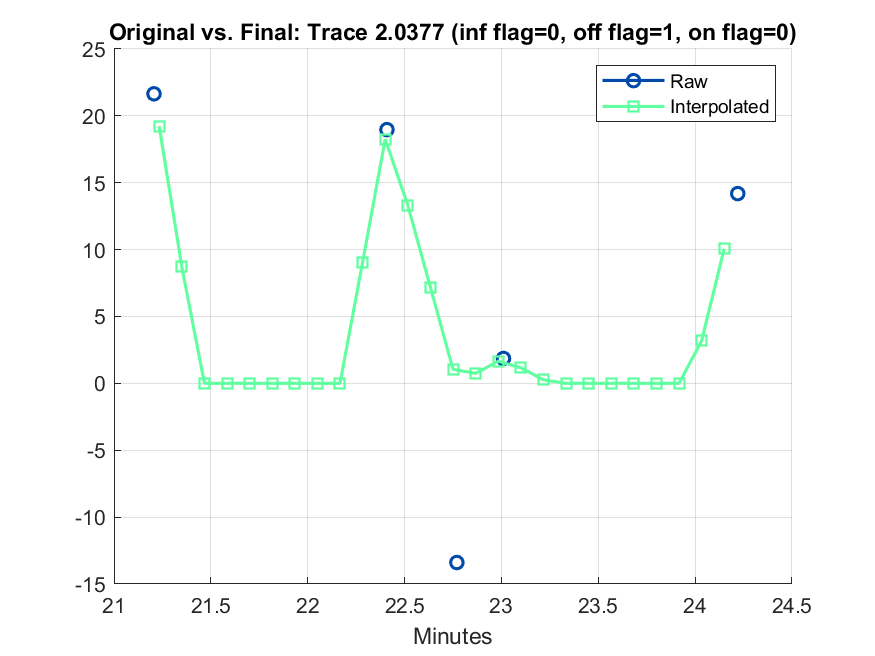 Original vs. Final: Trace 2.0377 (inf flag=0, off flag=1, on flag=0)
25
20
15
10
5
0
-5
-10
-15
Raw
Interpolated
21 21.5 22 22.5 23 23.5 24 24.5
Minutes